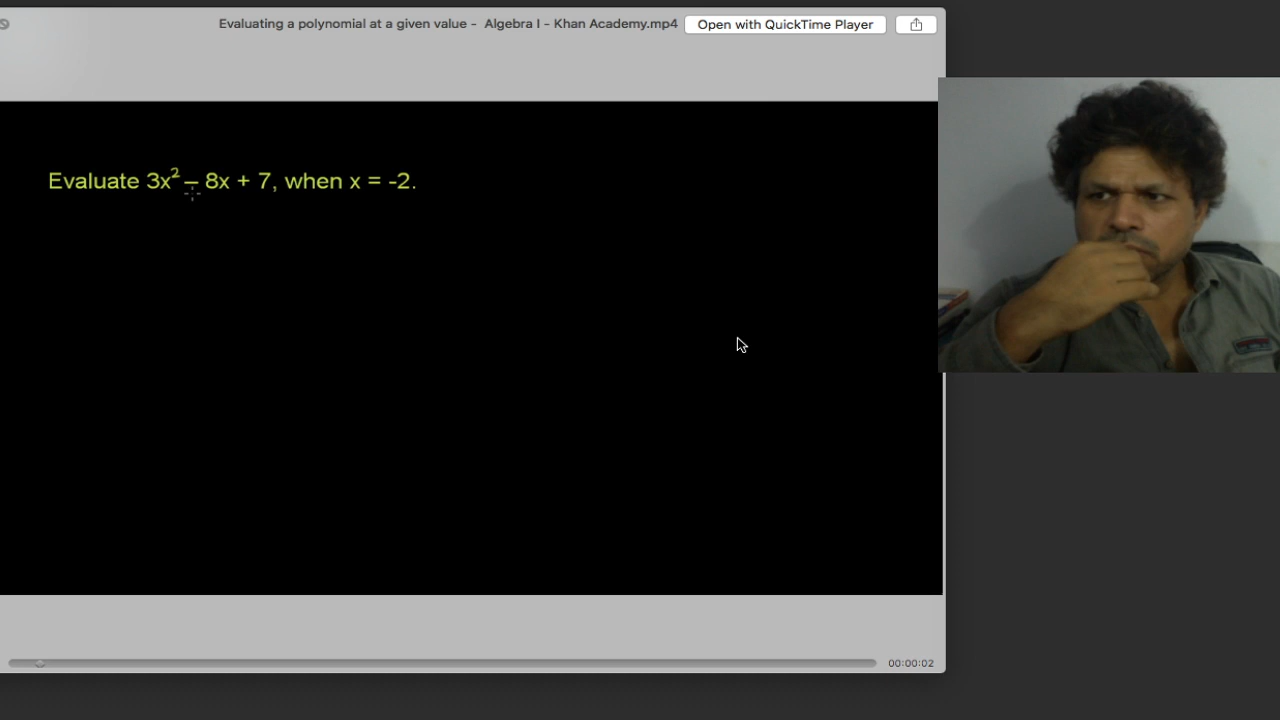 Evaluating a polynomial at a given value - Algebra I - Khan Academy.mp4 Open with QuickTime Player
Evaluate 3x² – 8x + 7, when x = -2.
00:00:02